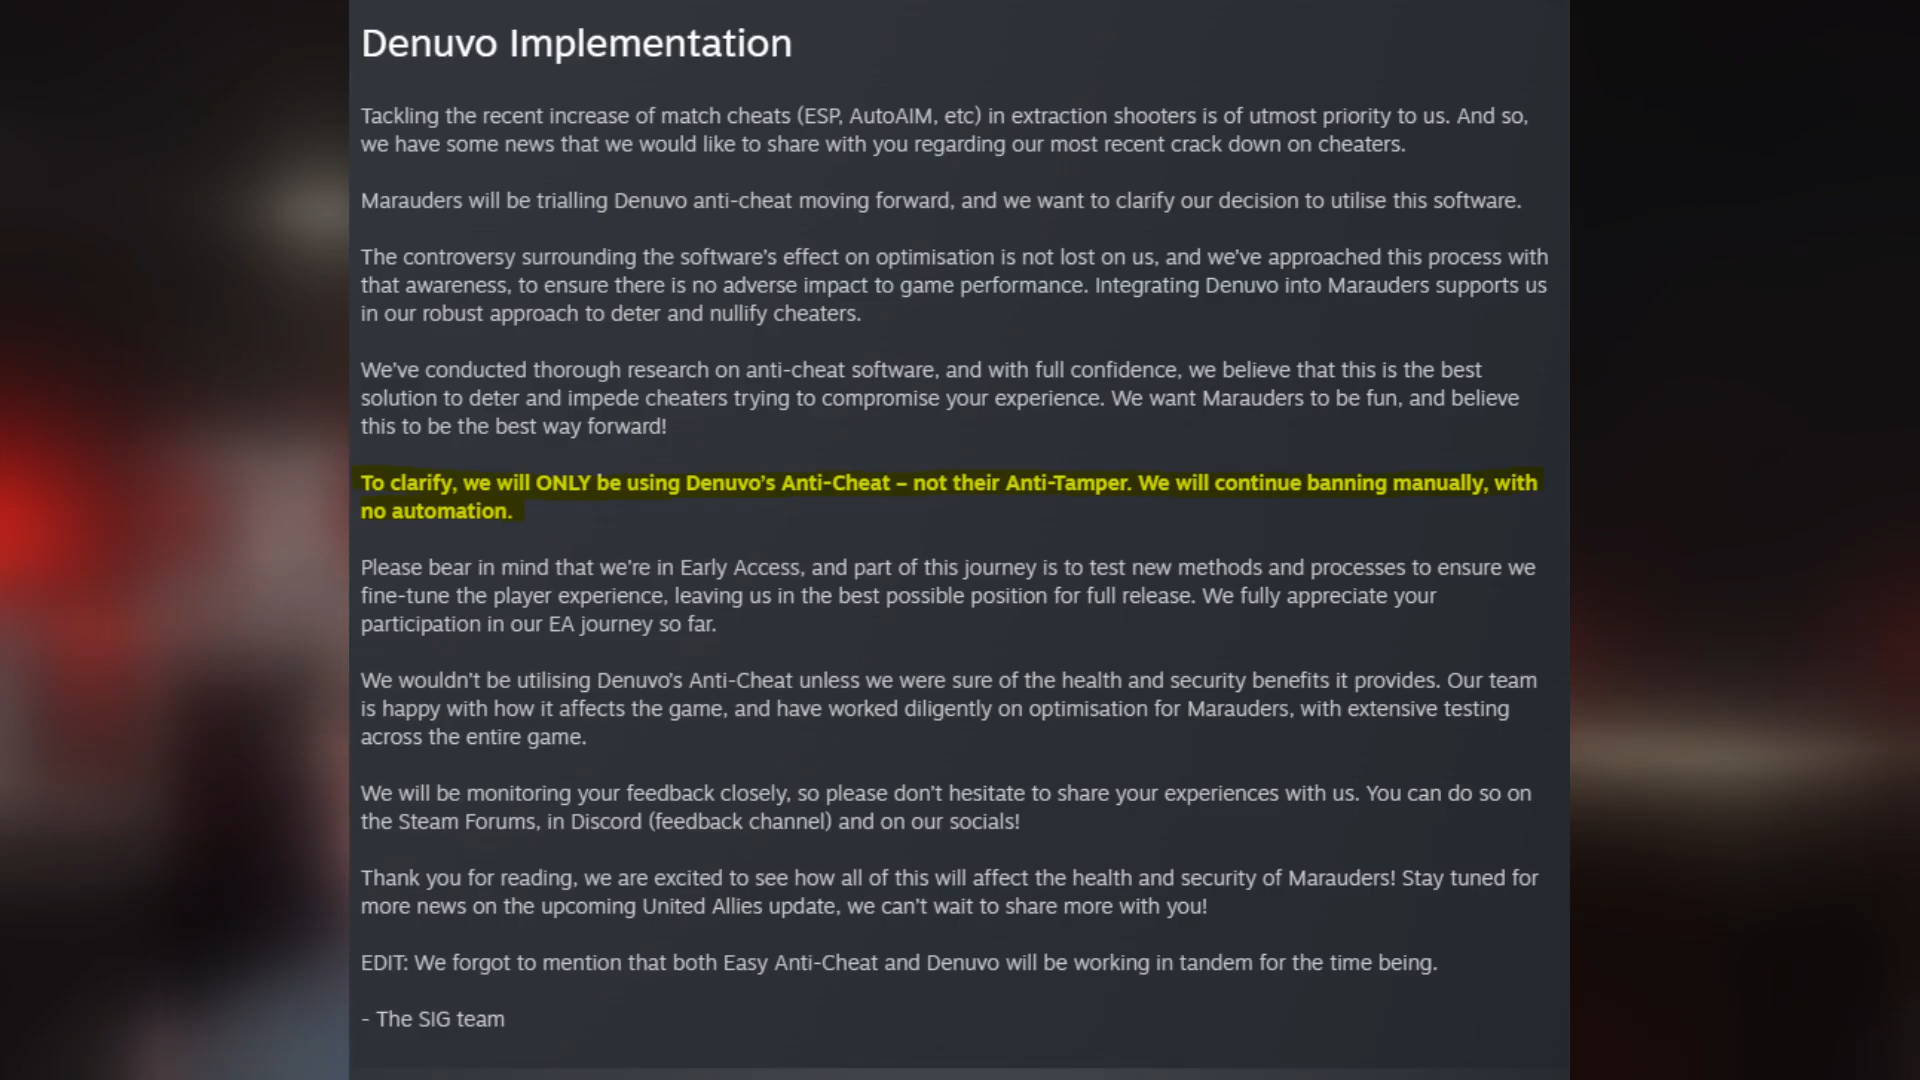 Denuvo Implementation
Tackling the recent increase of match cheats (ESP, AutoAIM, etc) in extraction shooters is of utmost priority to us. And so,
we have some news that we would like to share with you regarding our most recent crack down on cheaters.
Marauders will be trialling Denuvo anti-cheat moving forward, and we want to clarify our decision to utilise this software.
The controversy surrounding the software's effect on optimisation is not lost on us, and we've approached this process with
that awareness, to ensure there is no adverse impact to game performance. Integrating Denuvo into Marauders supports us
in our robust approach to deter and nullify cheaters.
We've conducted thorough research on anti-cheat software, and with full confidence, we believe that this is the best
solution to deter and impede cheaters trying to compromise your experience. We want Marauders to be fun, and believe
this to be the best way forward!
To clarify, we will ONLY be using Denuvo's Anti-Cheat – not their Anti-Tamper. We will continue banning manually, with
no automation.
Please bear in mind that we're in Early Access, and part of this journey is to test new methods and processes to ensure we
fine-tune the player experience, leaving us in the best possible position for full release. We fully appreciate your
participation in our EA journey so far.
We wouldn't be utilising Denuvo's Anti-Cheat unless we were sure of the health and security benefits it provides. Our team
is happy with how it affects the game, and have worked diligently on optimisation for Marauders, with extensive testing
across the entire game.
We will be monitoring your feedback closely, so please don't hesitate to share your experiences with us. You can do so on
the Steam Forums, in Discord (feedback channel) and on our socials!
Thank you for reading, we are excited to see how all of this will affect the health and security of Marauders! Stay tuned for
more news on the upcoming United Allies update, we can't wait to share more with you!
EDIT: We forgot to mention that both Easy Anti-Cheat and Denuvo will be working in tandem for the time being.
- The SIG team